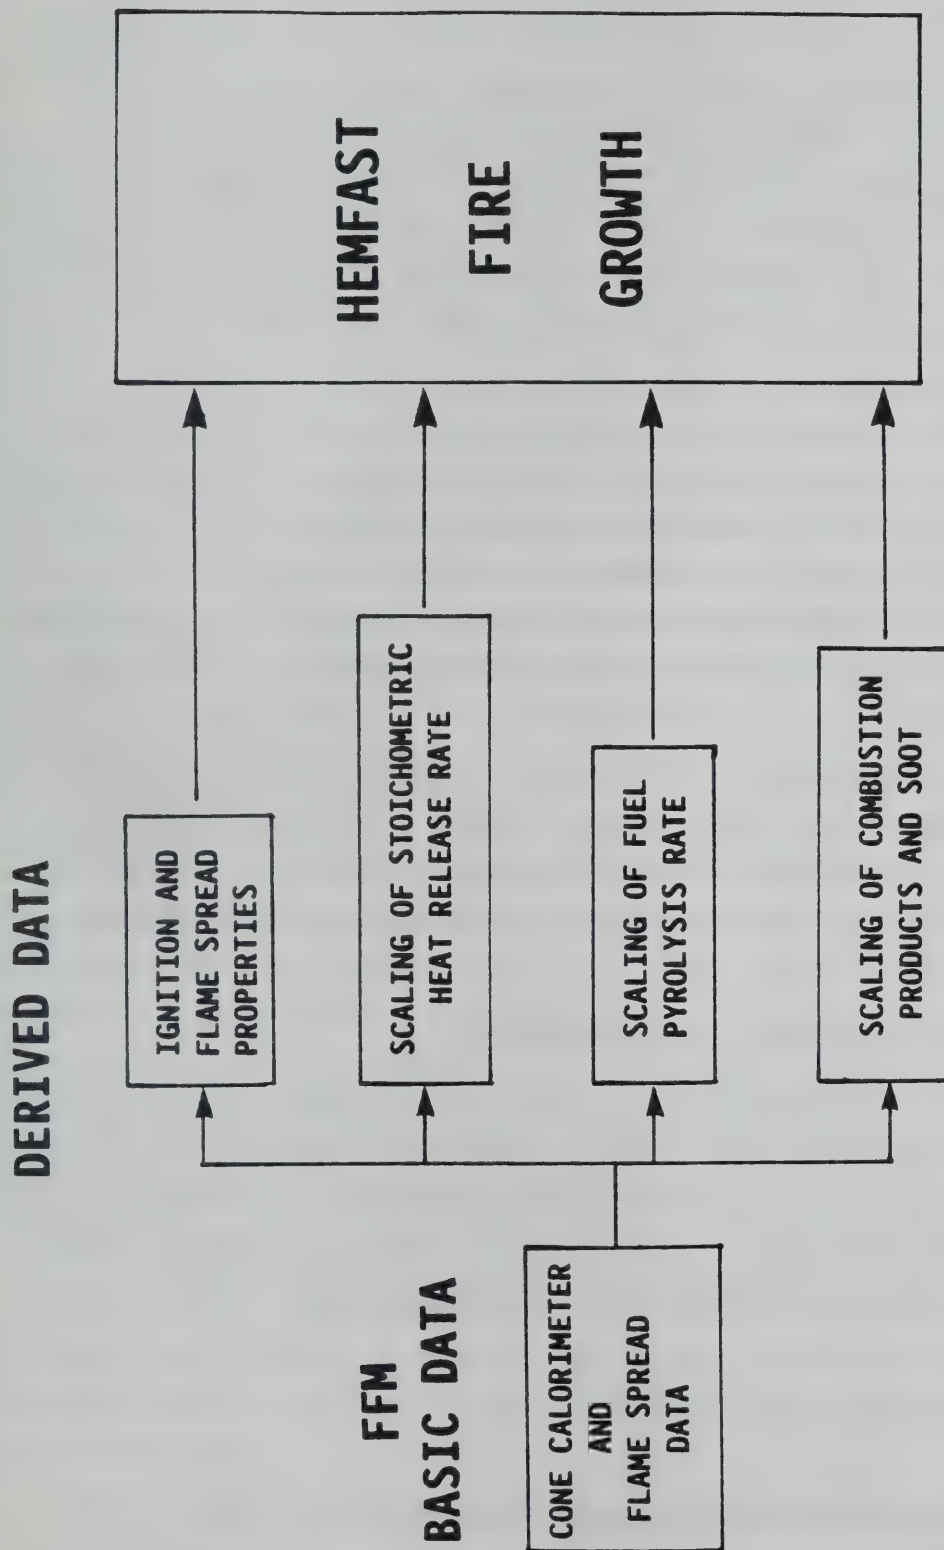 DERIVED DATA
FFM
BASIC DATA
CONE CALORIMETER
AND
FLAME SPREAD
DATA
IGNITION AND
FLAME SPREAD
PROPERTIES
SCALING OF STOICHOMETRIC
HEAT RELEASE RATE
SCALING OF FUEL
PYROLYSIS RATE
SCALING OF COMBUSTION
PRODUCTS AND SOOT
HEMFAST
FIRE
GROWTH